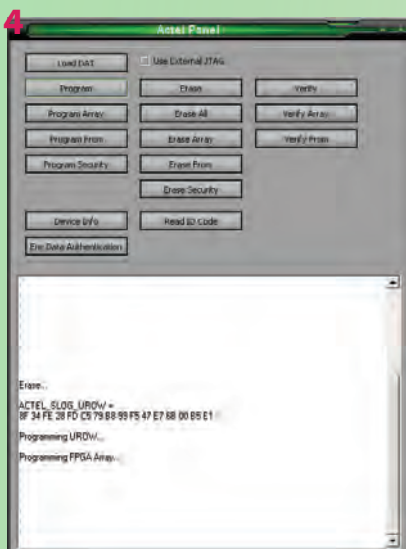 4
Actel Panel
Load DAT
Use External JTAG
Program
Erase
Verify
Program Array
Erase All
Verify Array
Program From
Erase Array
Verify From
Program Security
Erase From
Erase Security
Device Info
Read ID Code
Enc Data Authentication
Erase...
ACTEL_SLOG_UROW =
8F 34 FE 28 FD C5 79 B8 99 F5 47 E7 6B 00 B5 E1
Programming UROW...
Programming FPGA Array...